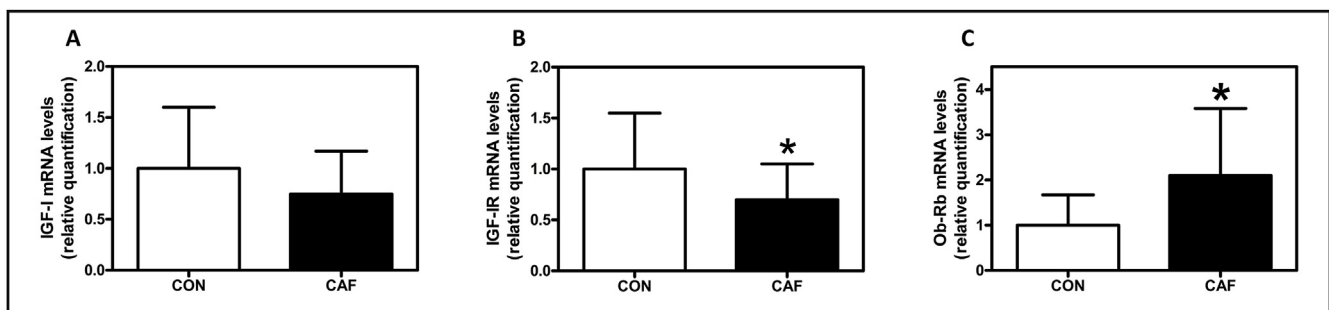 A
IGF-I mRNA levels
(relative quantification)
2.0
1.5
1.0
0.5
0.0
CON
CAF
B
IGF-IR mRNA levels
(relative quantification)
2.0
1.5
1.0
0.5
0.0
*
CON
CAF
C
Ob-Rb mRNA levels
(relative quantification)
4
3
2
1
0
*
CON
CAF